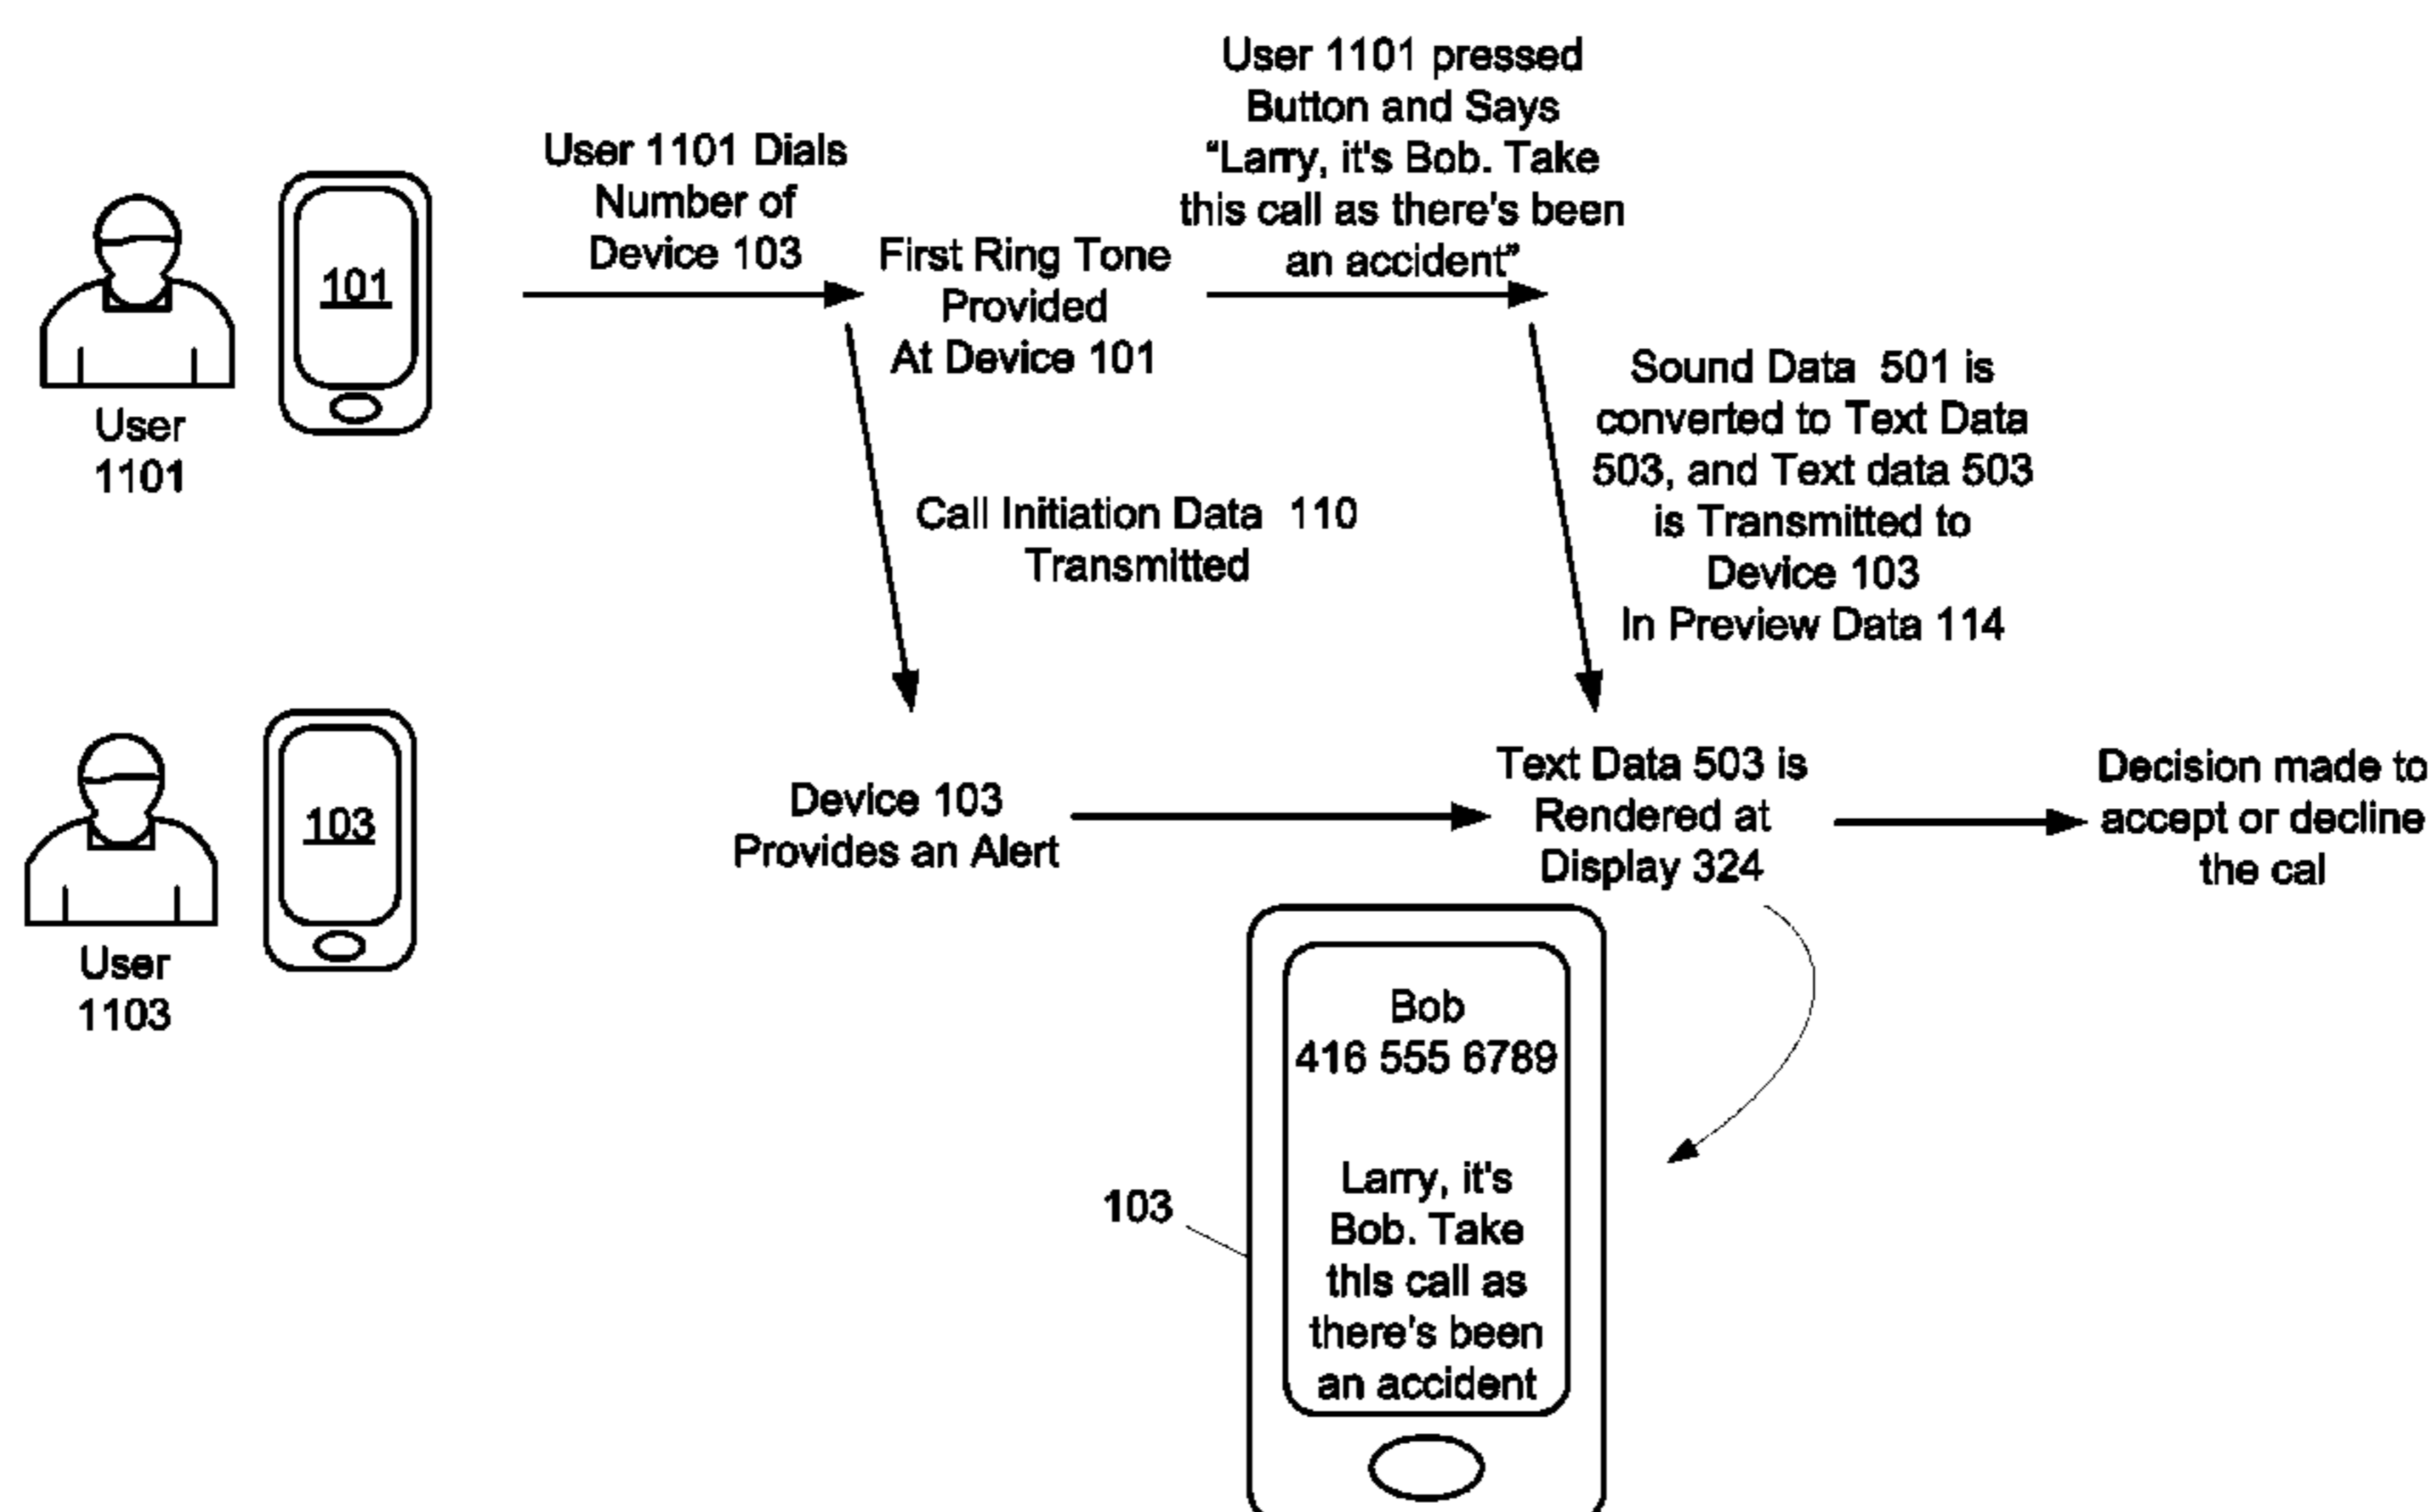 User 1101 pressed
Button and Says
“Larry, it's Bob. Take
this call as there's been
an accident”
User 1101 Dials
Number of
Device 103
First Ring Tone
Provided
At Device 101
101
User
1101
Call Initiation Data 110
Transmitted
Sound Data 501 is
converted to Text Data
503, and Text data 503
is Transmitted to
Device 103
In Preview Data 114
103
User
1103
Device 103
Provides an Alert
Text Data 503 is
Rendered at
Display 324
Decision made to
accept or decline
the cal
103
Bob
416 555 6789
Larry, it's
Bob. Take
this call as
there's been
an accident